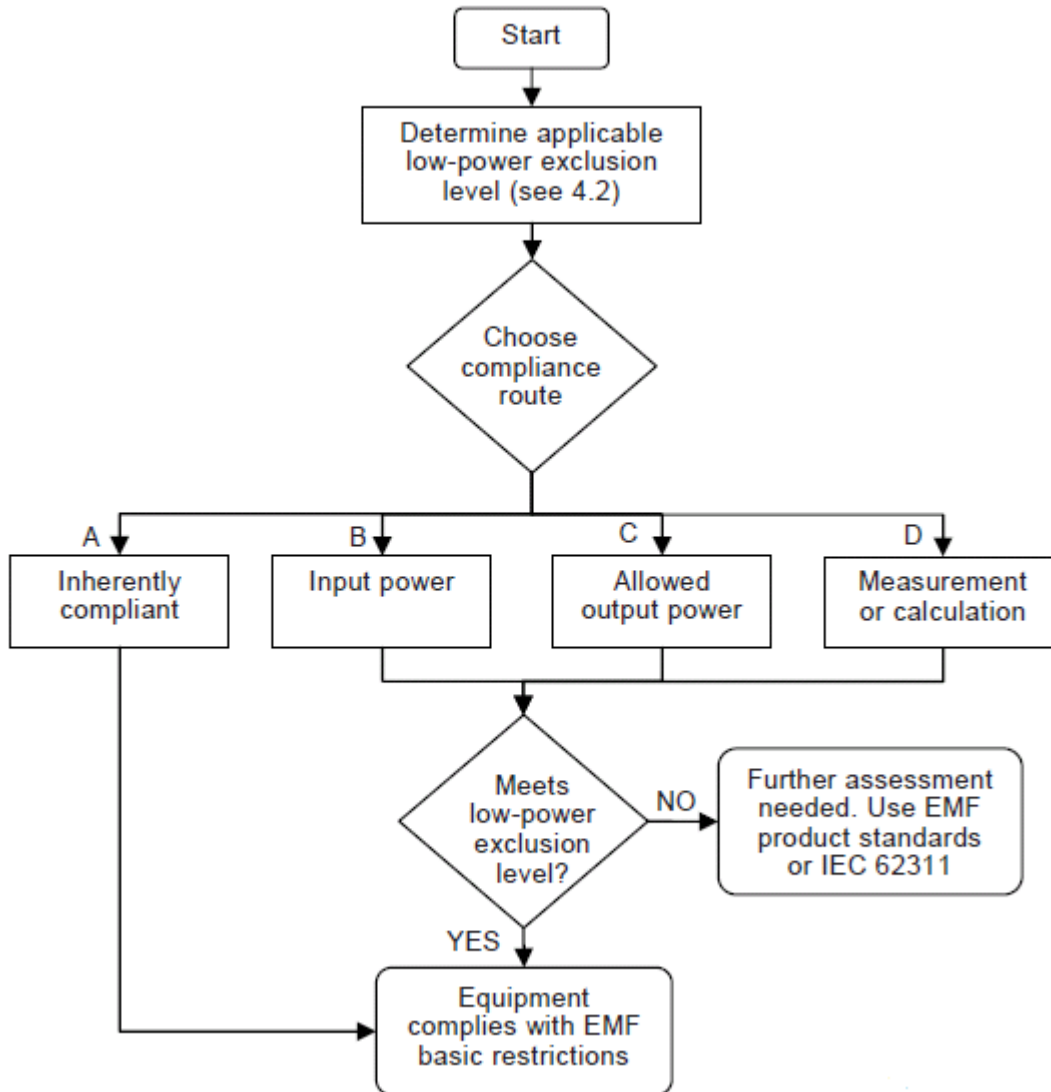 Start
Determine applicable
low-power exclusion
level (see 4.2)
Choose
compliance
route
A
B
C
D
Inherently
compliant
Input power
Allowed
output power
Measurement
or calculation
Meets
low-power
exclusion
level?
NO
Further assessment
needed. Use EMF
product standards
or IEC 62311
YES
Equipment
complies with EMF
basic restrictions